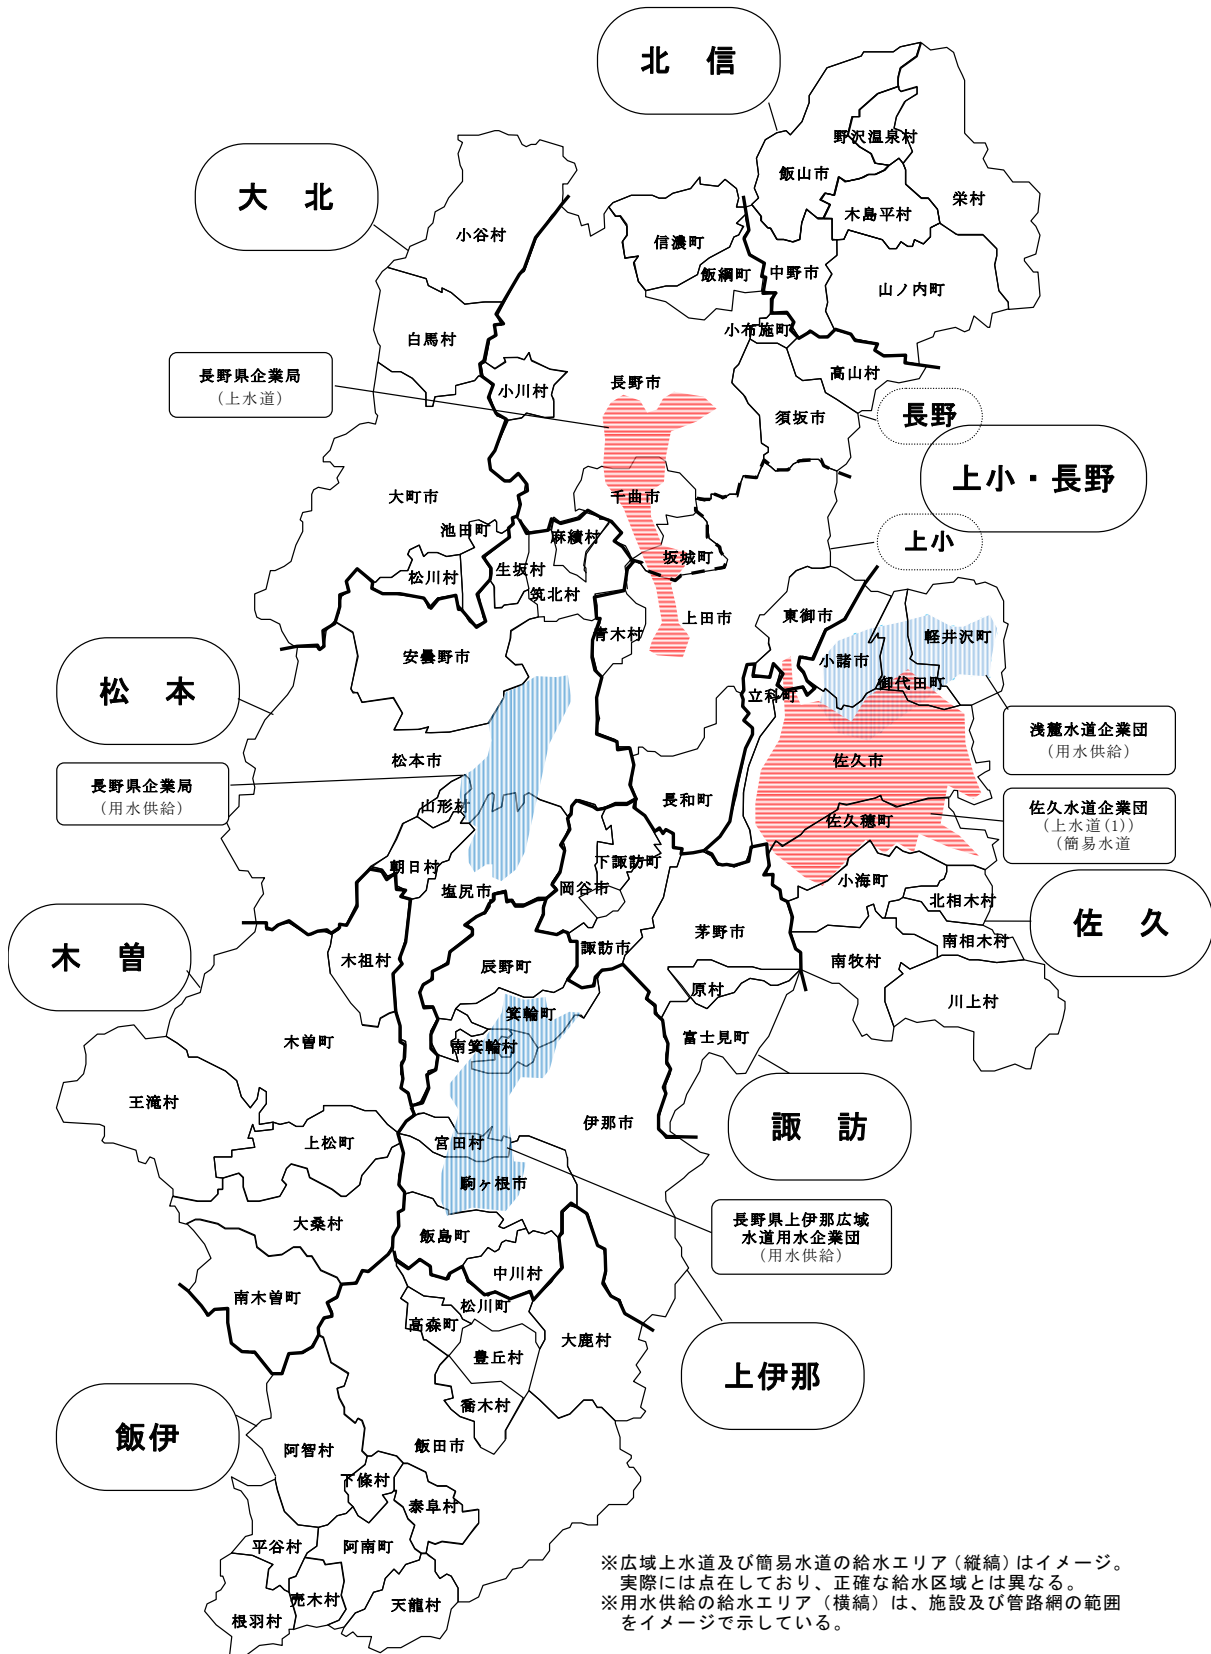 北 信
野沢温泉村
飯山市
栄村
木島平村
大 北
小谷村
信濃町
飯綱町
中野市
山ノ内町
白馬村
小布施町
長野県企業局
（上水道）
小川村
長野市
高山村
須坂市
長野
上小・長野
大町市
千曲市
池田町
麻績村
上小
坂城町
生坂村
松川村
筑北村
東御市
上田市
青木村
軽井沢町
安曇野市
小諸市
御代田町
松 本
立科町
浅麓水道企業団
（用水供給）
松本市
佐久市
長野県企業局
（用水供給）
長和町
山形村
佐久水道企業団
（上水道(1)）
（簡易水道
佐久穂町
下諏訪町
朝日村
小海町
塩尻市
岡谷市
北相木村
佐 久
木 曽
茅野市
諏訪市
南相木村
木祖村
辰野町
南牧村
原村
川上村
箕輪町
木曽町
富士見町
南箕輪村
王滝村
伊那市
諏 訪
上松町
宮田村
駒ヶ根市
大桑村
長野県上伊那広域
水道用水企業団
（用水供給）
飯島町
中川村
南木曽町
松川町
高森町
大鹿村
豊丘村
上伊那
喬木村
飯伊
阿智村
飯田市
下條村
泰阜村
平谷村
阿南町
売木村
天龍村
根羽村
※広域上水道及び簡易水道の給水エリア（縦縞）はイメージ。
実際には点在しており、正確な給水区域とは異なる。
※用水供給の給水エリア（横縞）は、施設及び管路網の範囲
をイメージで示している。